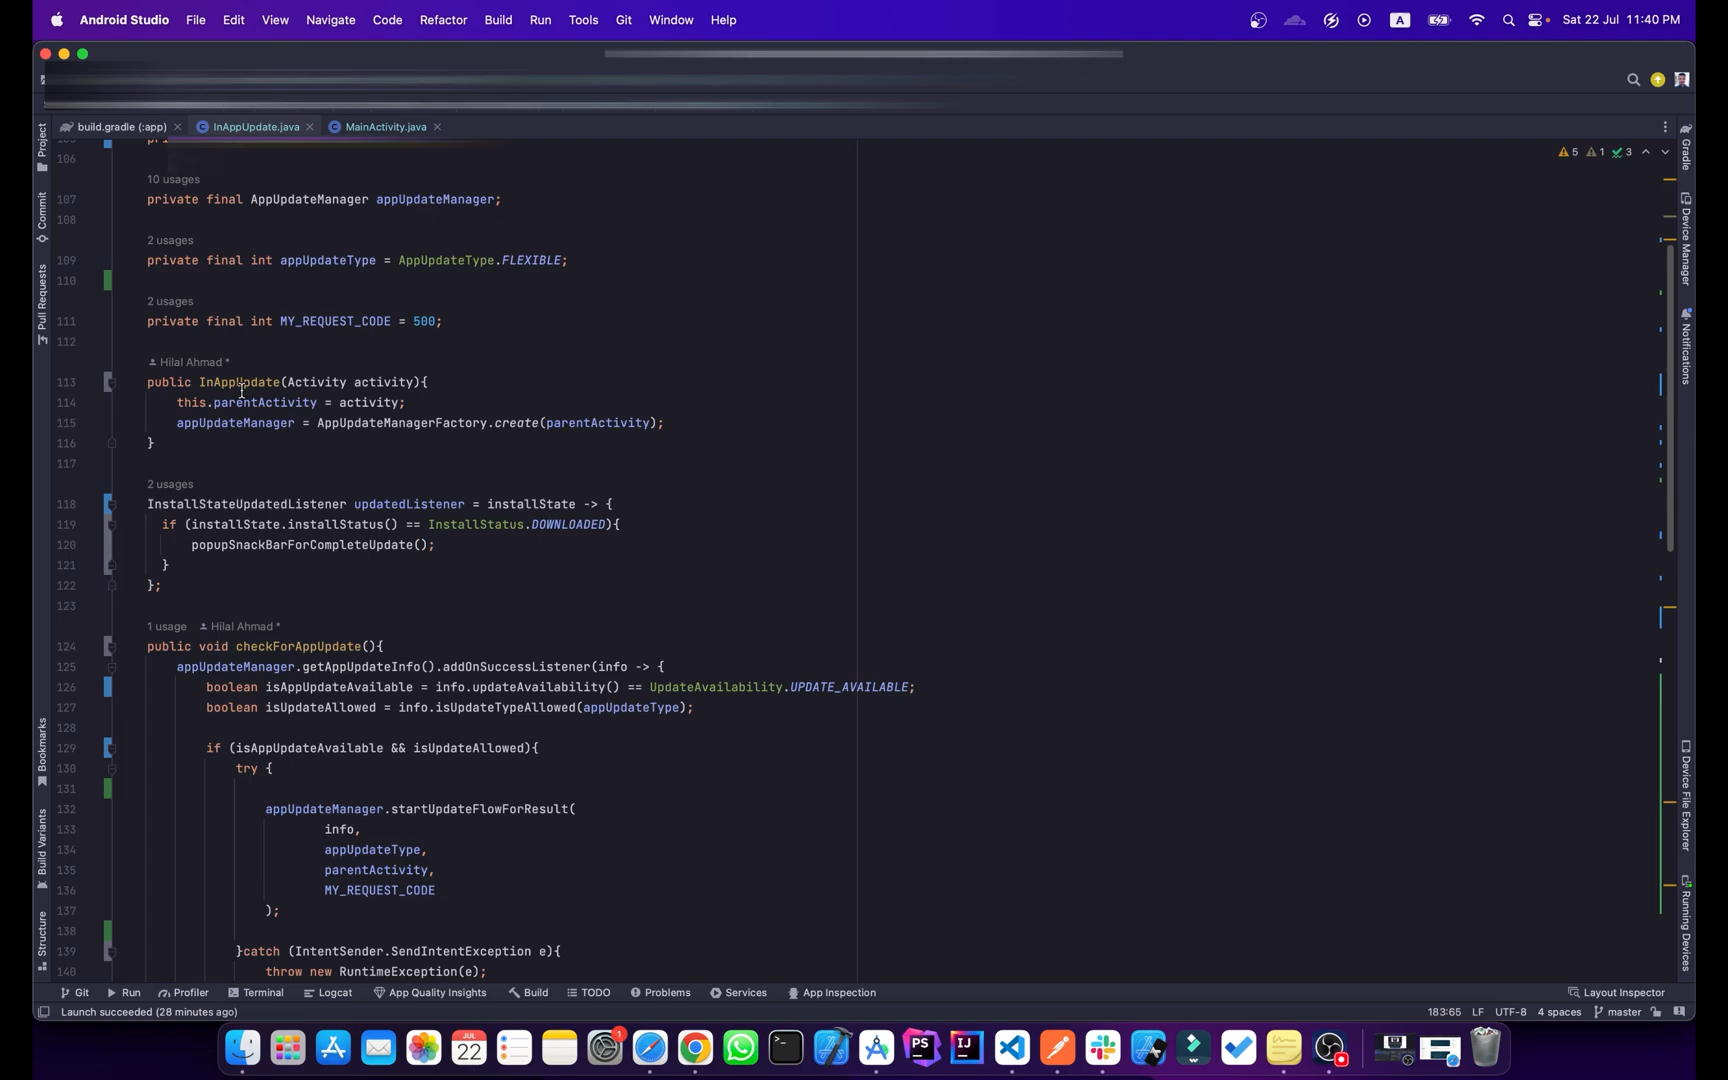 Android Studio File Edit View Navigate Code Refactor Build Run Tools Git Window Help
A Sat 22 Jul 11:40 PM
build.gradle (:app) InAppUpdate.java MainActivity.java
5 1 3
106
10 usages
107 private final AppUpdateManager appUpdateManager;
108
2 usages
109 private final int appUpdateType = AppUpdateType.FLEXIBLE;
110
2 usages
111 private final int MY_REQUEST_CODE = 500;
112
Hilal Ahmad *
113 public InAppUpdate(Activity activity){
114 this.parentActivity = activity;
115 appUpdateManager = AppUpdateManagerFactory.create(parentActivity);
116 }
117
2 usages
118 InstallStateUpdatedListener updatedListener = installState -> {
119 if (installState.installStatus() == InstallStatus.DOWNLOADED){
120 popupSnackBarForCompleteUpdate();
121 }
122 };
123
1 usage Hilal Ahmad *
124 public void checkForAppUpdate(){
125 appUpdateManager.getAppUpdateInfo().addOnSuccessListener(info -> {
126 boolean isAppUpdateAvailable = info.updateAvailability() == UpdateAvailability.UPDATE_AVAILABLE;
127 boolean isUpdateAllowed = info.isUpdateTypeAllowed(appUpdateType);
128
129 if (isAppUpdateAvailable && isUpdateAllowed){
130 try {
131
132 appUpdateManager.startUpdateFlowForResult(
133 info,
134 appUpdateType,
135 parentActivity,
136 MY_REQUEST_CODE
137 );
138
139 }catch (IntentSender.SendIntentException e){
140 throw new RuntimeException(e);
Project
Commit
Pull Requests
Bookmarks
Build Variants
Structure
Gradle
Device Manager
Notifications
Device File Explorer
Running Devices
Git Run Profiler Terminal Logcat App Quality Insights Build TODO Problems Services App Inspection Layout Inspector
Launch succeeded (28 minutes ago) 183:65 LF UTF-8 4 spaces master
JUL
22
1
PS
IJ